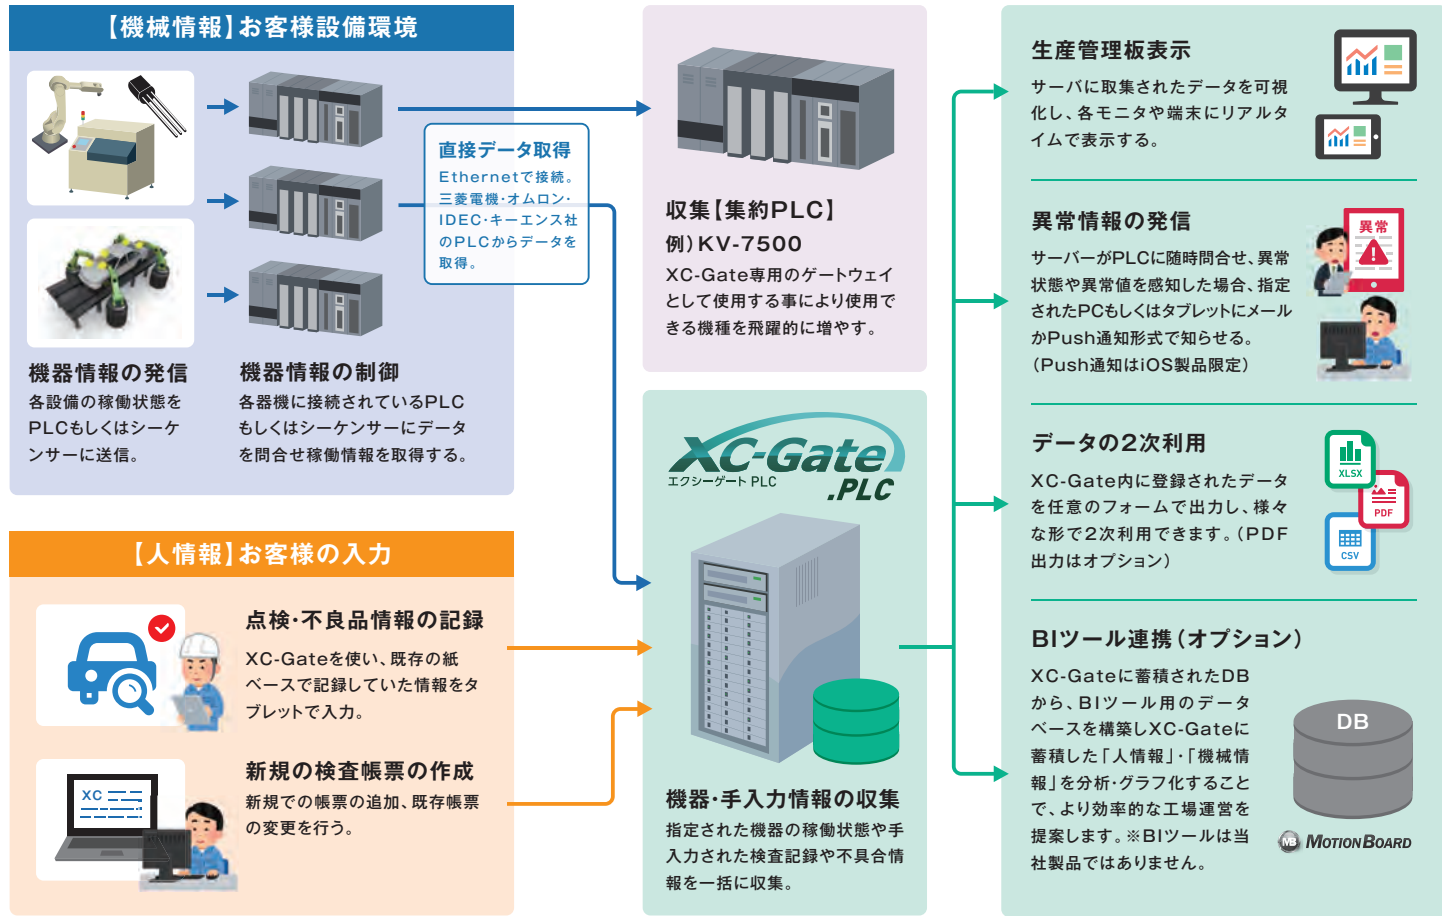 【機械情報】お客様設備環境
機器情報の発信
各設備の稼働状態を
PLCもしくはシーケ
ンサーに送信。
機器情報の制御
各器機に接続されているPLC
もしくはシーケンサーにデータ
を問合せ稼働情報を取得する。
直接データ取得
Ethernetで接続。
三菱電機・オムロン・
IDEC・キーエンス社
のPLCからデータを
取得。
【人情報】お客様の入力
点検・不良品情報の記録
XC-Gateを使い、既存の紙
ベースで記録していた情報をタ
ブレットで入力。
XC
新規の検査帳票の作成
新規での帳票の追加、既存帳票
の変更を行う。
収集【集約PLC】
例）KV-7500
XC-Gate専用のゲートウェイ
として使用する事により使用で
きる機種を飛躍的に増やす。
XC-Gate
エクシーゲート PLC
.PLC
機器・手入力情報の収集
指定された機器の稼働状態や手
入力された検査記録や不具合情
報を一括に収集。
生産管理板表示
サーバに取集されたデータを可視
化し、各モニタや端末にリアルタ
イムで表示する。
異常情報の発信
サーバーがPLCに随時問合せ、異常
状態や異常値を感知した場合、指定
されたPCもしくはタブレットにメール
かPush通知形式で知らせる。
（Push通知はiOS製品限定）
異常
データの2次利用
XC-Gate内に登録されたデータ
を任意のフォームで出力し、様々
な形で2次利用できます。（PDF
出力はオプション）
XLSX
PDF
CSV
BIツール連携（オプション）
XC-Gateに蓄積されたDB
から、BIツール用のデータ
ベースを構築しXC-Gateに
蓄積した「人情報」・「機械情
報」を分析・グラフ化すること
で、より効率的な工場運営を
提案します。※BIツールは当
社製品ではありません。
DB
MB MOTIONBOARD